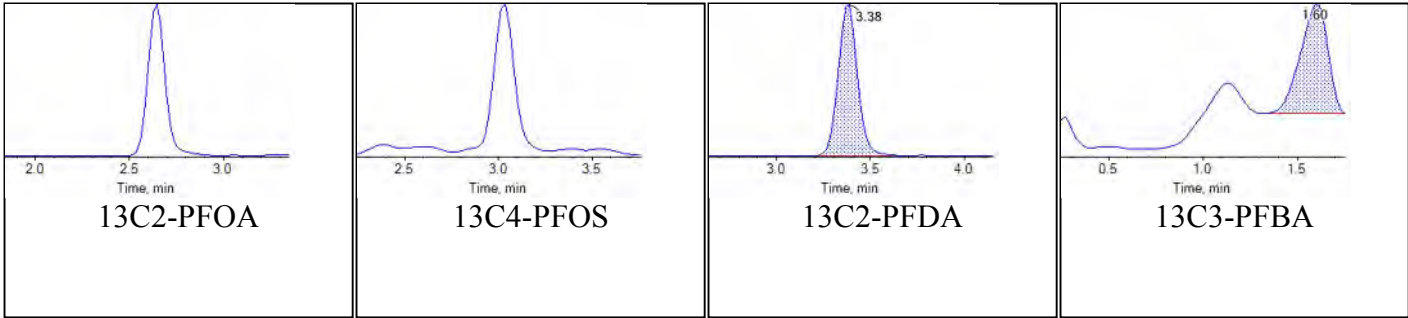 3.38
1.60
2.0 2.5 3.0
Time, min
13C2-PFOA
2.5 3.0 3.5
Time, min
13C4-PFOS
3.0 3.5 4.0
Time, min
13C2-PFDA
0.5 1.0 1.5
Time, min
13C3-PFBA